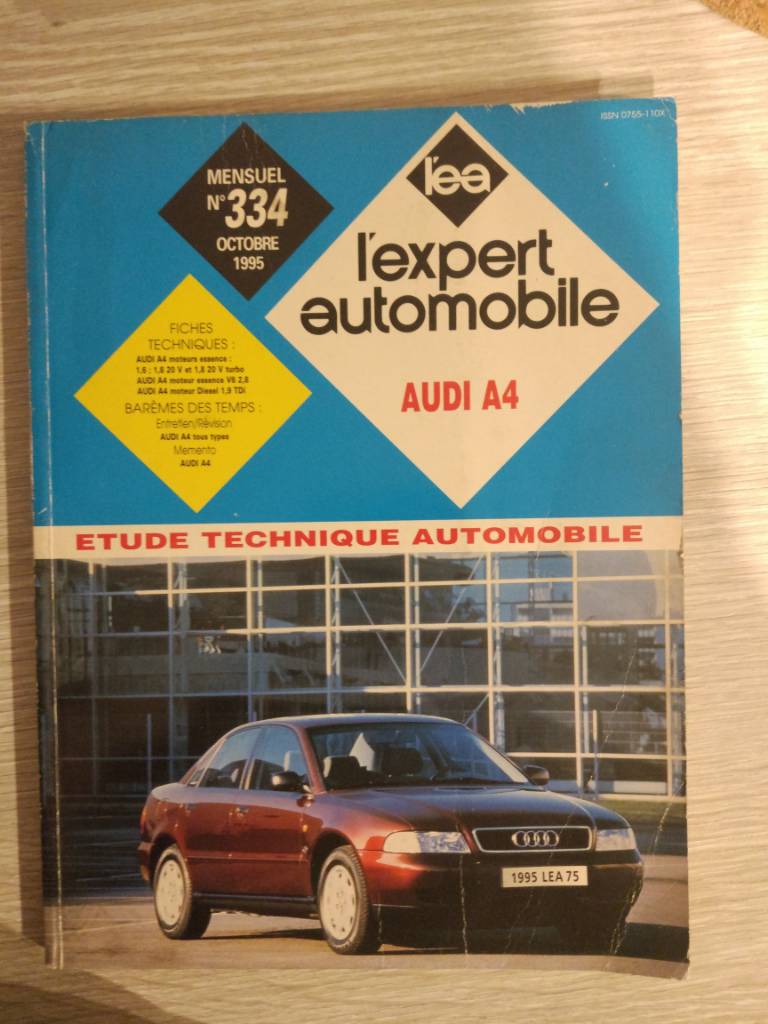 ISSN 0755-110X
MENSUEL
N° 334
OCTOBRE
1995
l'ea
l'expert
automobile
AUDI A4
FICHES
TECHNIQUES :
AUDI A4 moteurs essence :
1,6 ; 1,8 20 V et 1,8 20 V turbo
AUDI A4 moteur essence V6 2,8
AUDI A4 moteur Diesel 1,9 TDi
BARÊMES DES TEMPS :
Entretien/Révision
AUDI A4 tous types
Memento
AUDI A4
ETUDE TECHNIQUE AUTOMOBILE
1995 LEA 75